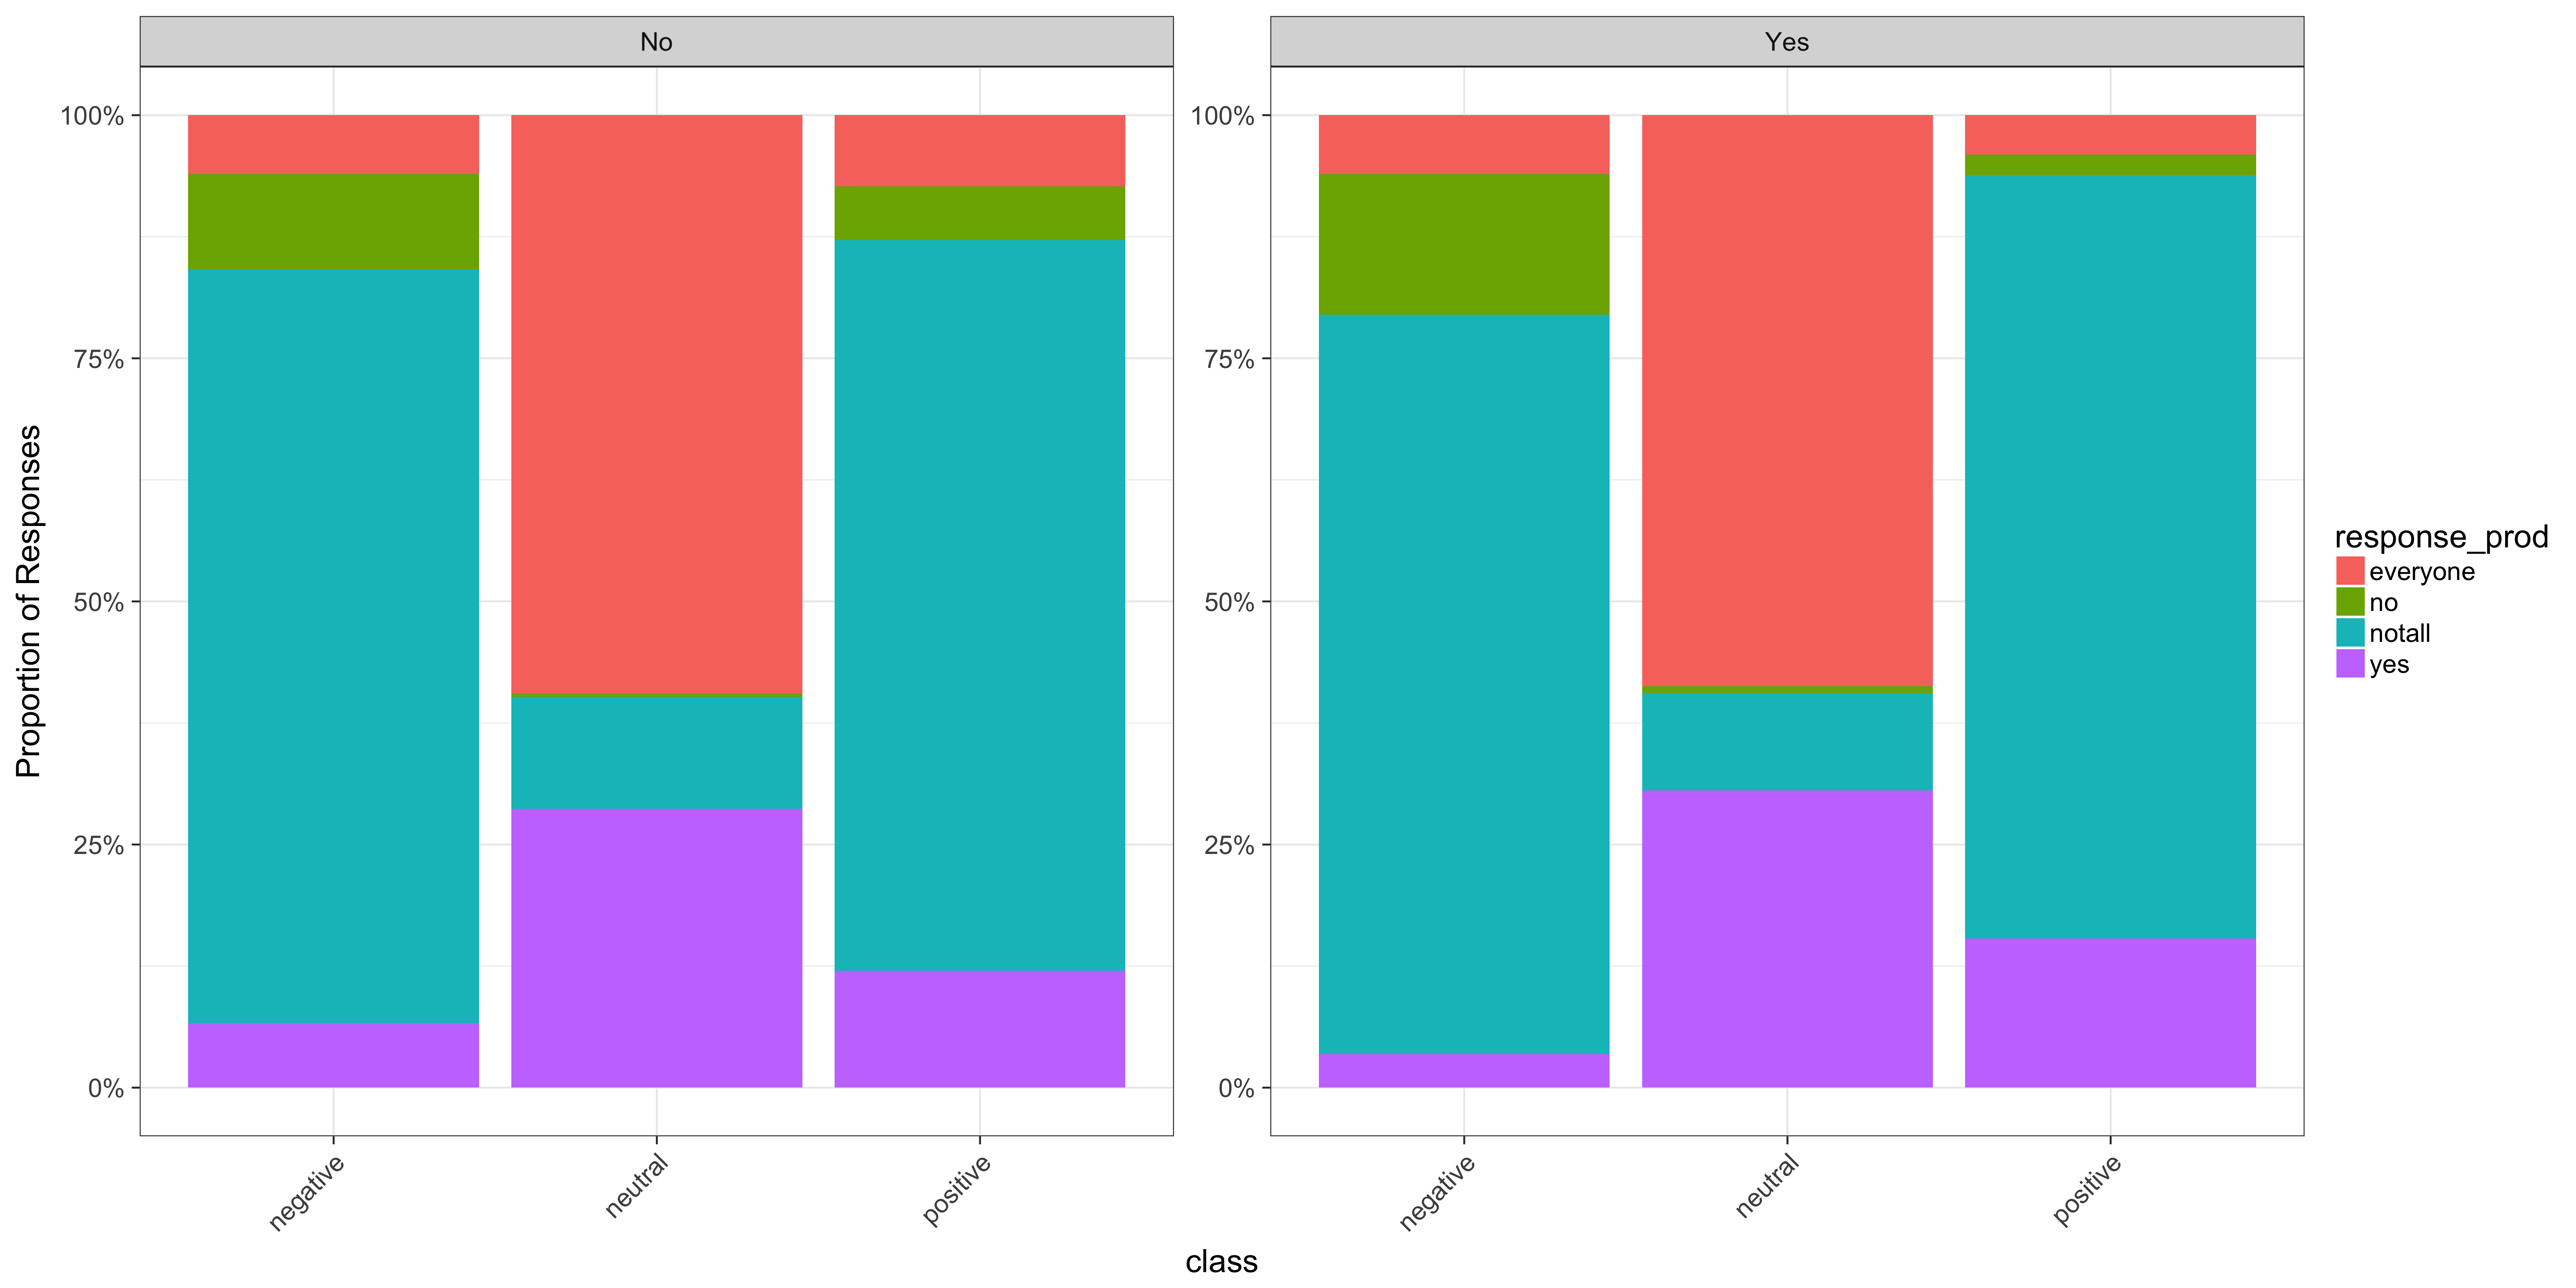 No
Yes
100%
75%
50%
25%
0%
100%
75%
50%
25%
0%
Proportion of Responses
negative
neutral
positive
negative
neutral
positive
class
response_prod
everyone
no
notall
yes